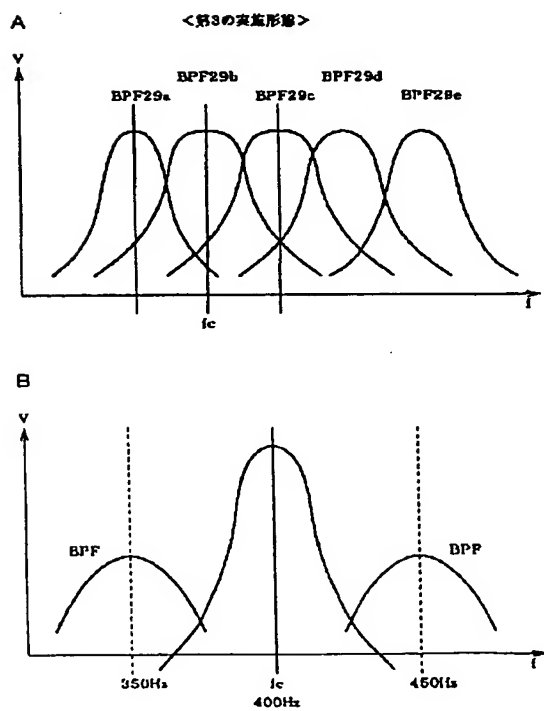 A
<第3の実施形態>
V
BPF29a
BPF29b
BPF29c
BPF29d
BPF29e
fc
f
B
V
BPF
BPF
350Hz
fc
400Hz
450Hz
f